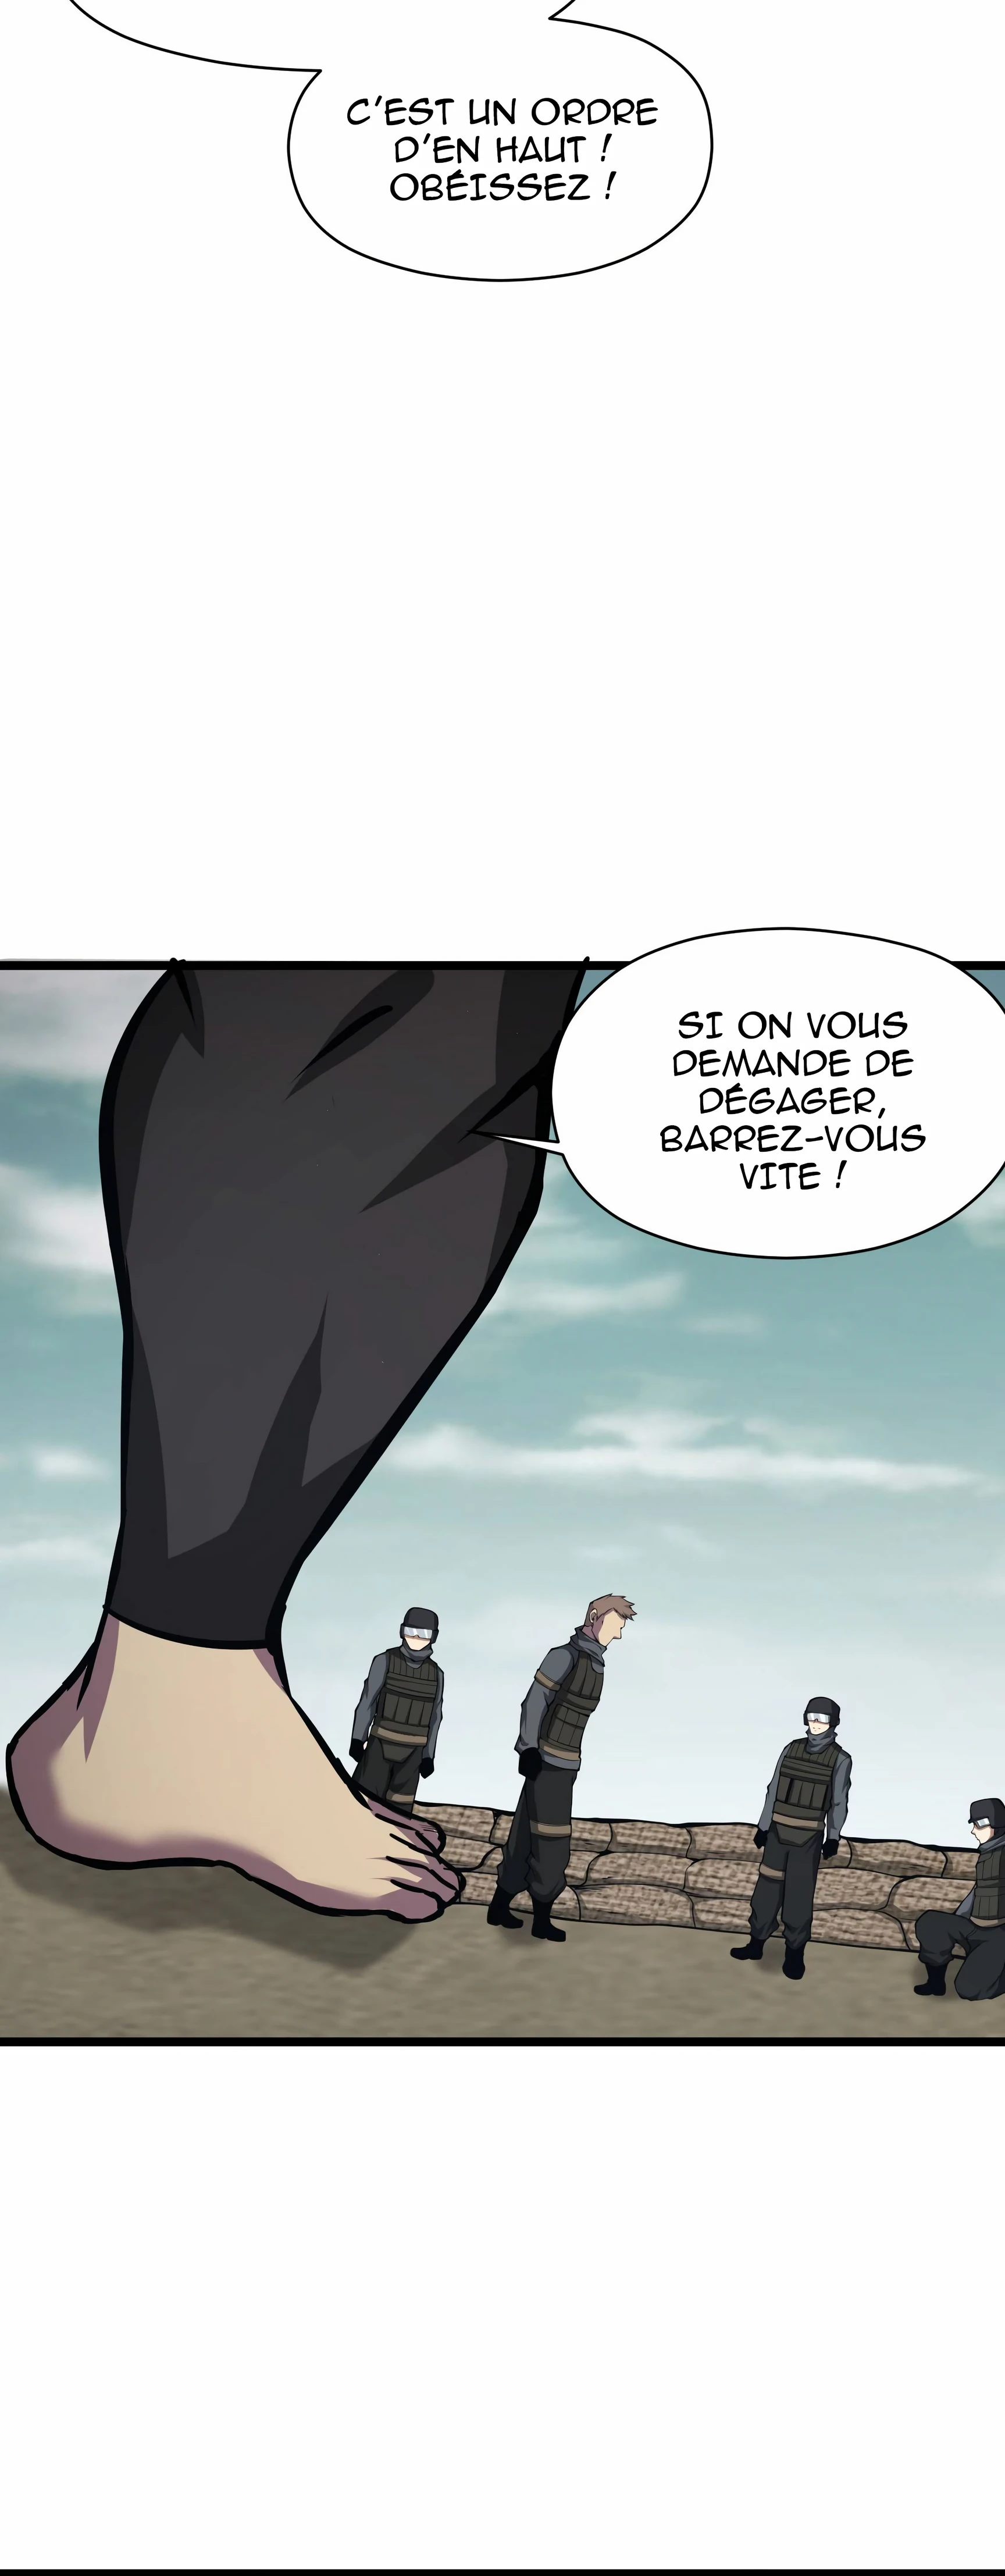 C'EST UN ORDRE
D'EN HAUT !
OBÉISSEZ !
SI ON VOUS
DEMANDE DE
DÉGAGER,
BARREZ-VOUS
VITE !